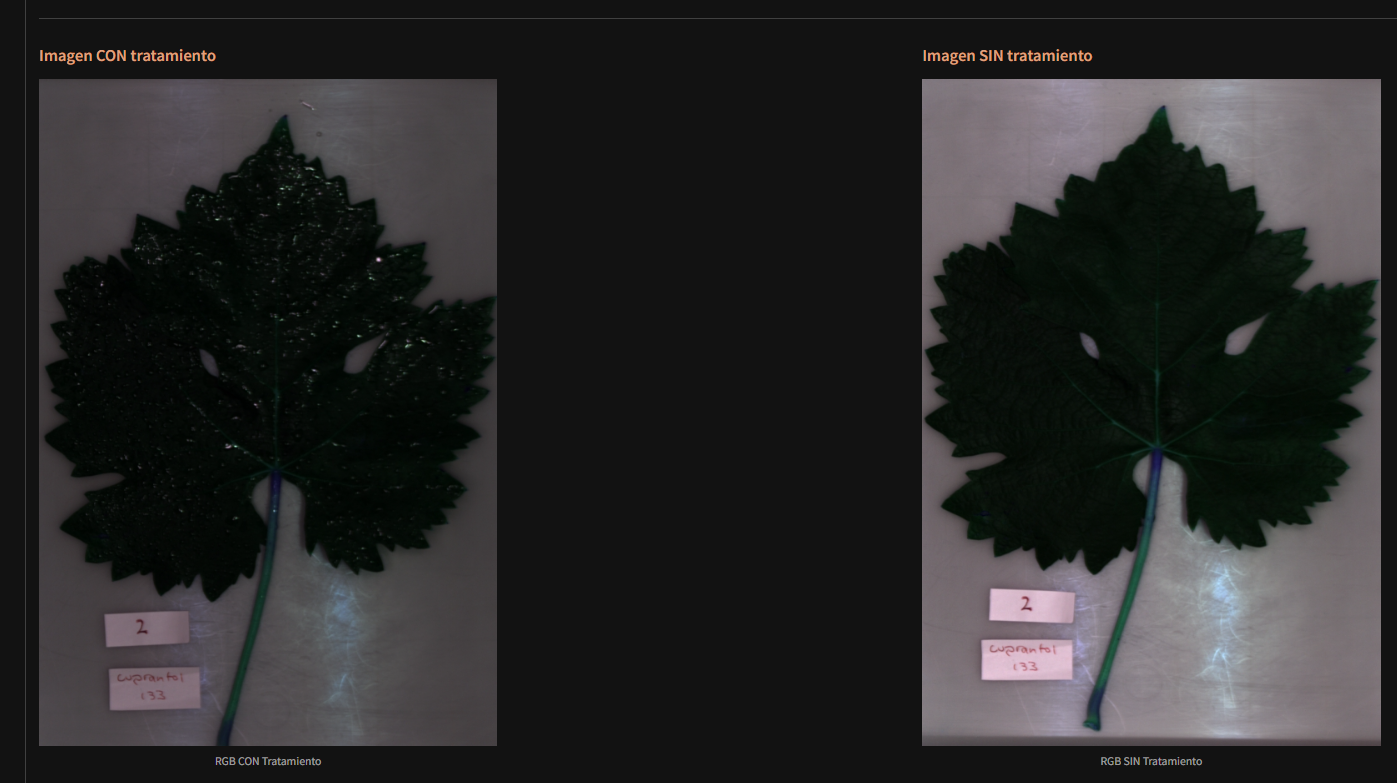 Imagen CON tratamiento
Imagen SIN tratamiento
2
cuprantol
133
2
cuprantol
133
RGB CON Tratamiento
RGB SIN Tratamiento